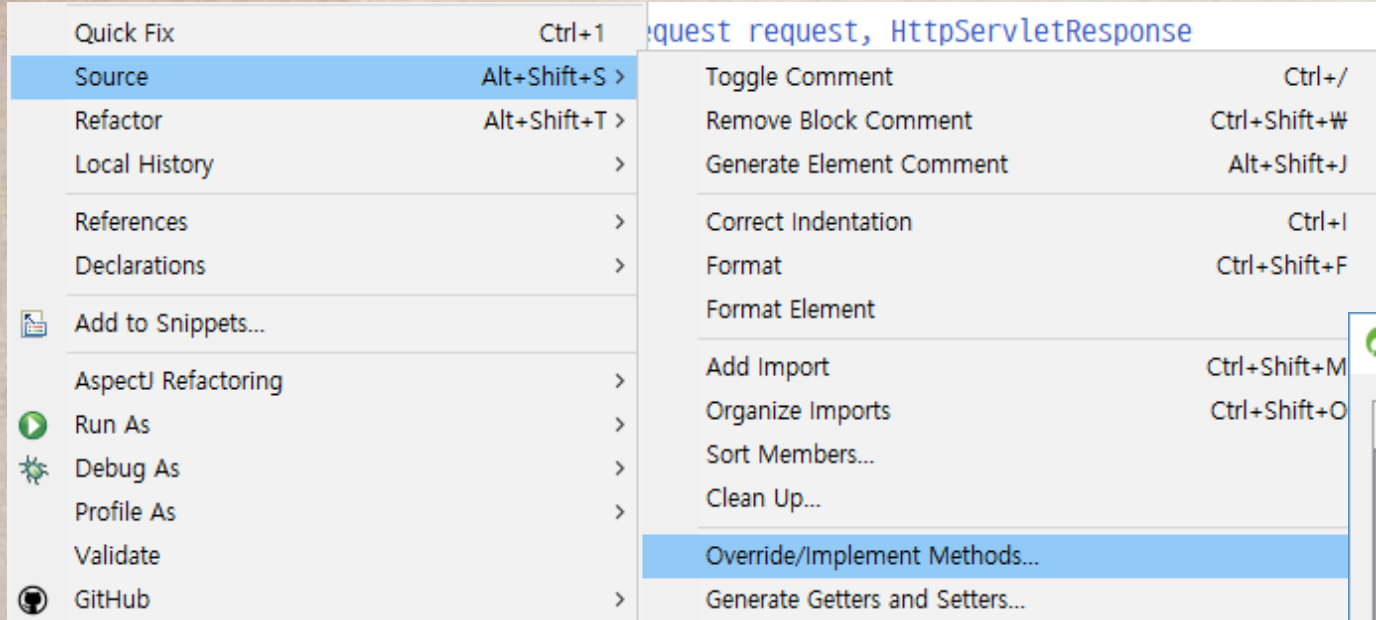 Quick Fix Ctrl+1
Source Alt+Shift+S >
Refactor Alt+Shift+T >
Local History >
References >
Declarations >
Add to Snippets...
AspectJ Refactoring >
Run As >
Debug As >
Profile As >
Validate
GitHub >
equest request, HttpServletResponse
Toggle Comment Ctrl+/
Remove Block Comment Ctrl+Shift+₩
Generate Element Comment Alt+Shift+J
Correct Indentation Ctrl+I
Format Ctrl+Shift+F
Format Element
Add Import Ctrl+Shift+M
Organize Imports Ctrl+Shift+O
Sort Members...
Clean Up...
Override/Implement Methods...
Generate Getters and Setters...